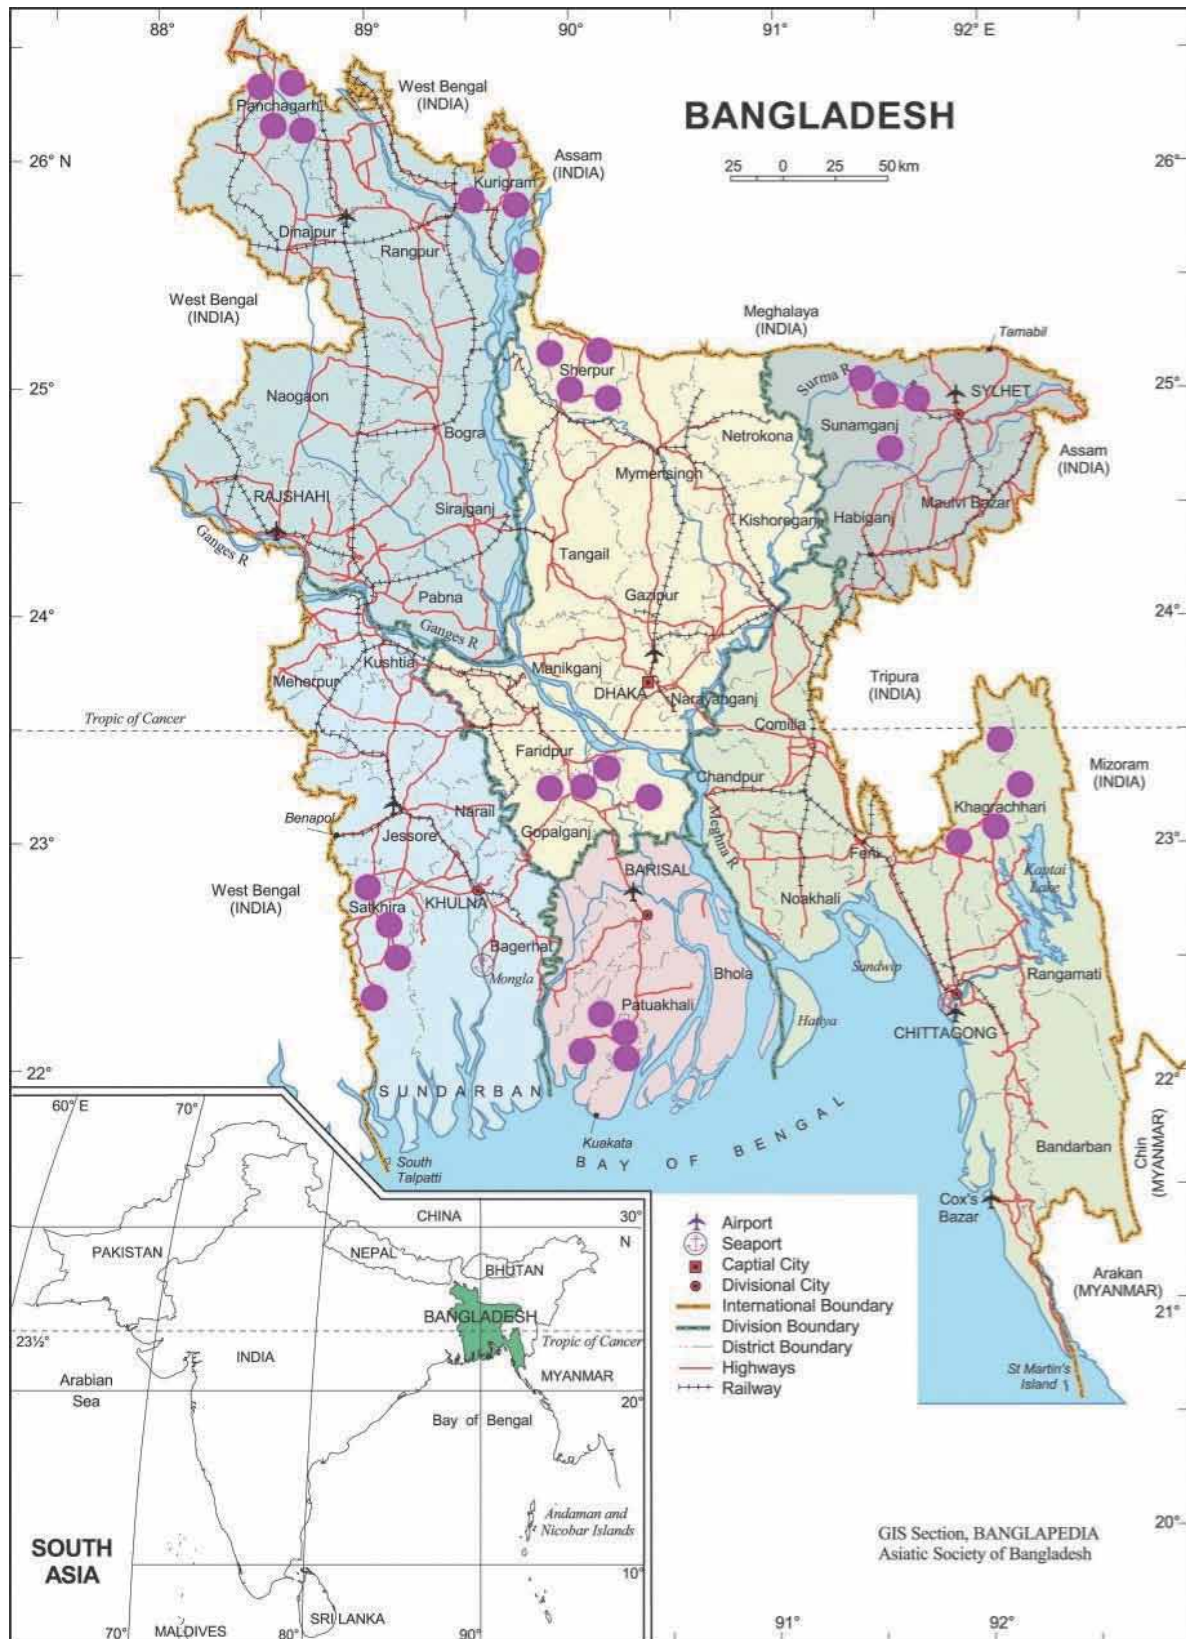 88°
89°
90°
91°
92° E
BANGLADESH
25 0 25 50 km
West Bengal
(INDIA)
Panchagarh
26° N
26°
Assam
(INDIA)
Kurigram
Dinajpur
Rangpur
West Bengal
(INDIA)
Meghalaya
(INDIA)
Tamabil
Sherpur
Surma R
SYLHET
25°
25°
Naogaon
Sunamganj
Bogra
Netrokona
Mymensingh
Assam
(INDIA)
RAJSHAHI
Sirajganj
Kishoreganj
Habiganj
Maulvi Bazar
Ganges R
Tangail
Gazipur
Pabna
24°
24°
Ganges R
Kushtia
Manikganj
Meherpur
DHAKA
Narayanganj
Tripura
(INDIA)
Tropic of Cancer
Comilla
Faridpur
Mizoram
(INDIA)
Chandpur
Khagrachhari
Benapol
Narail
Jessore
Gopalganj
Meghna R
23°
23°
Feni
BARISAL
Kaptai
Lake
West Bengal
(INDIA)
Satkhira
KHULNA
Noakhali
Bagerhat
Mongla
Bhola
Sundwip
Rangamati
Patuakhali
Hatiya
CHITTAGONG
22°
22°
SUNDARBAN
Kuakata
BAY OF BENGAL
South
Talpatti
Bandarban
Chin
(MYANMAR)
Cox's
Bazar
Arakan
(MYANMAR)
21°
St Martin's
Island
20°
Airport
Seaport
Captial City
Divisional City
International Boundary
Division Boundary
District Boundary
Highways
Railway
GIS Section, BANGLAPEDIA
Asiatic Society of Bangladesh
91°
92°
60° E
70°
CHINA
30°
N
PAKISTAN
NEPAL
BHUTAN
BANGLADESH
23½°
Tropic of Cancer
INDIA
MYANMAR
Arabian
Sea
20°
Bay of Bengal
Andaman and
Nicobar Islands
SOUTH
ASIA
10°
SRI LANKA
MALDIVES
70°
80°
90°